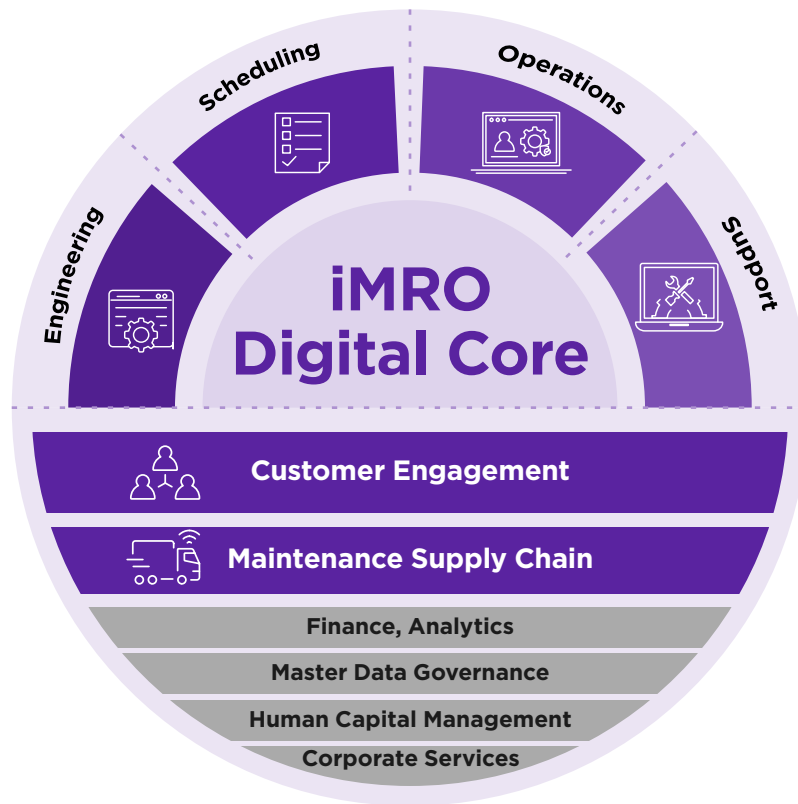 Engineering
Scheduling
Operations
Support
iMRO
Digital Core
Customer Engagement
Maintenance Supply Chain
Finance, Analytics
Master Data Governance
Human Capital Management
Corporate Services